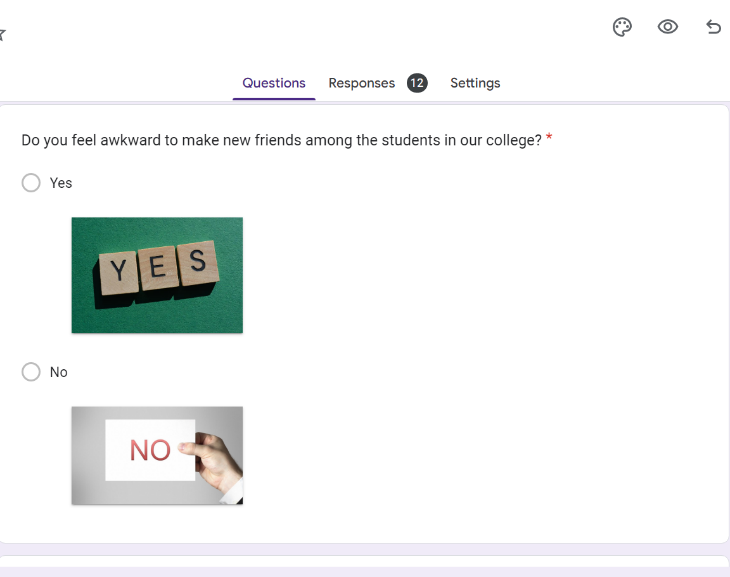 Questions
Responses 12
Settings
Do you feel awkward to make new friends among the students in our college? *
Yes
YES
No
NO